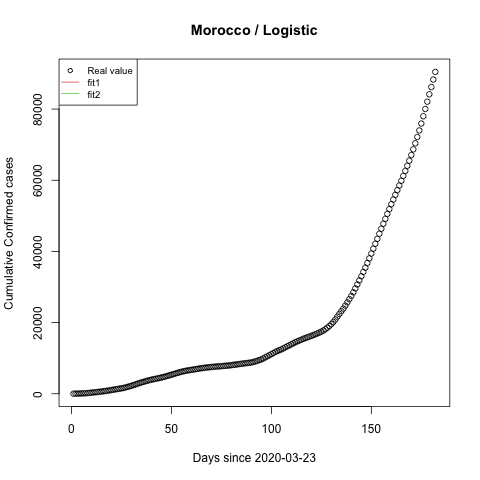 Morocco / Logistic
Real value
fit1
fit2
Cumulative Confirmed cases
80000
60000
40000
20000
0
0 50 100 150
Days since 2020-03-23